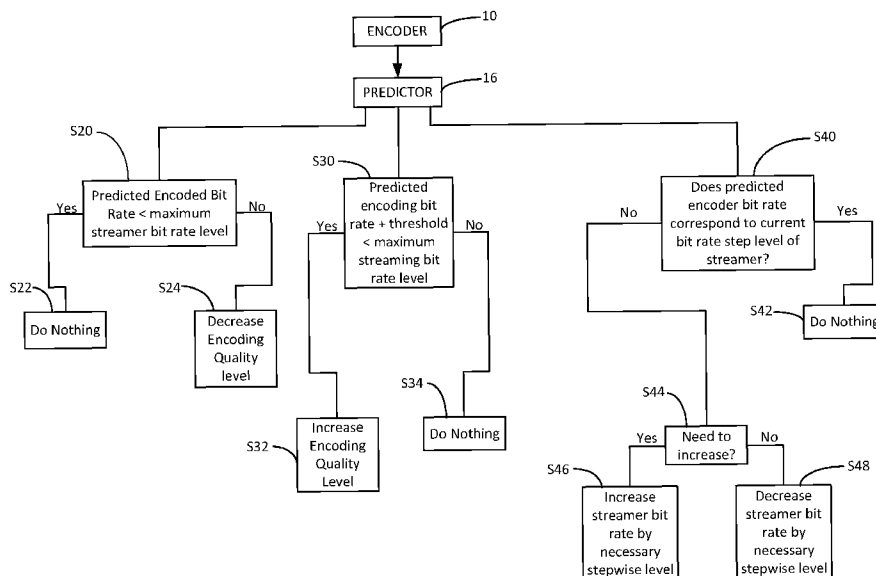 10
ENCODER
16
PREDICTOR
S20
Predicted Encoded Bit
Rate < maximum
streamer bit rate level
Yes
No
S22
Do Nothing
S24
Decrease
Encoding
Quality
level
S30
Predicted
encoding bit
rate + threshold
< maximum
streaming bit
rate level
Yes
No
S32
Increase
Encoding
Quality
Level
S34
Do Nothing
S40
Does predicted
encoder bit rate
correspond to current
bit rate step level of
streamer?
No
Yes
S42
Do Nothing
S44
Need to
increase?
Yes
No
S46
Increase
streamer bit
rate by
necessary
stepwise level
S48
Decrease
streamer bit
rate by
necessary
stepwise level